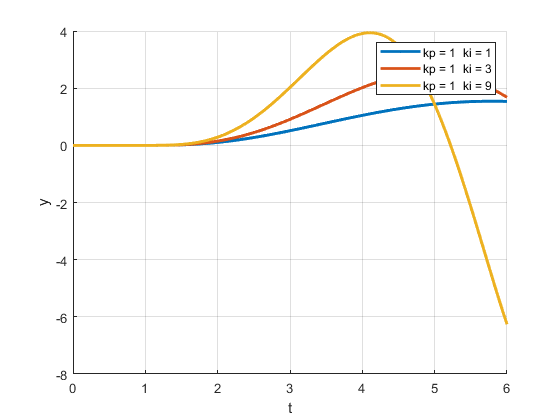 4
2
0
-2
-4
-6
-8
y
0 1 2 3 4 5 6
t
kp = 1 ki = 1
kp = 1 ki = 3
kp = 1 ki = 9